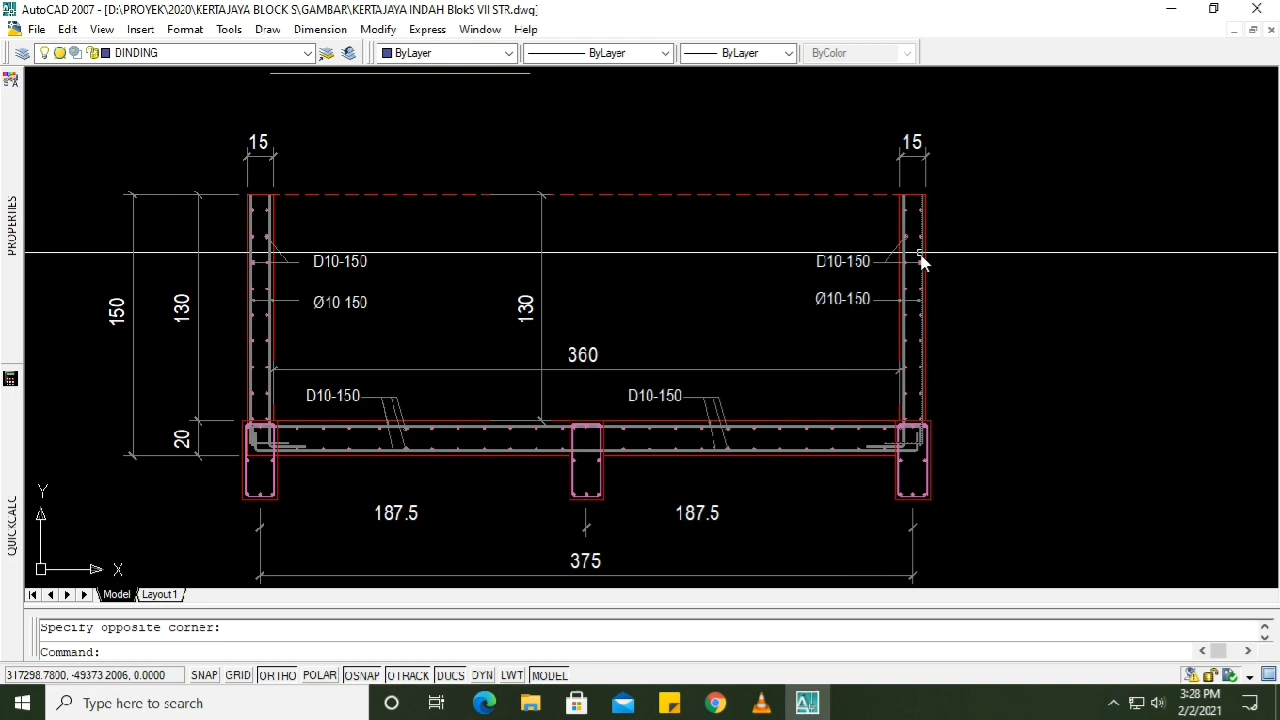 AutoCAD 2007 - [D:\PROYEK\2020\KERTAJAYA BLOCK S\GAMBAR\KERTAJAYA INDAH BlokS VII STR.dwg]
File Edit View Insert Format Tools Draw Dimension Modify Express Window Help
DINDING ByLayer ByLayer ByLayer ByColor
15 15
PROPERTIES
D10-150 D10-150
150 130 130
Ø10 150 Ø10-150
360
D10-150 D10-150
20
QUICKCALC
Y
187.5 187.5
375
X
Model Layout1
Specify opposite corner:
Command:
317298.7800, -49373.2006, 0.0000 SNAP GRID ORTHO POLAR OSNAP OTRACK DUCS DYN LWT MODEL
Type here to search
3:28 PM
2/2/2021